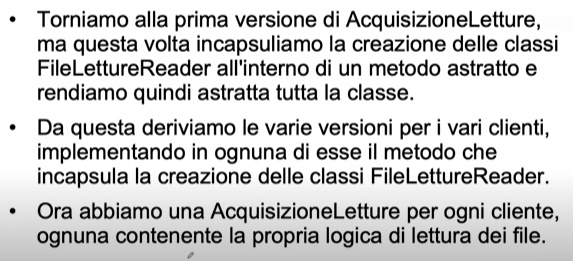 • Torniamo alla prima versione di AcquisizioneLetture,
ma questa volta incapsuliamo la creazione delle classi
FileLettureReader all'interno di un metodo astratto e
rendiamo quindi astratta tutta la classe.
• Da questa deriviamo le varie versioni per i vari clienti,
implementando in ognuna di esse il metodo che
incapsula la creazione delle classi FileLettureReader.
• Ora abbiamo una AcquisizioneLetture per ogni cliente,
ognuna contenente la propria logica di lettura dei file.